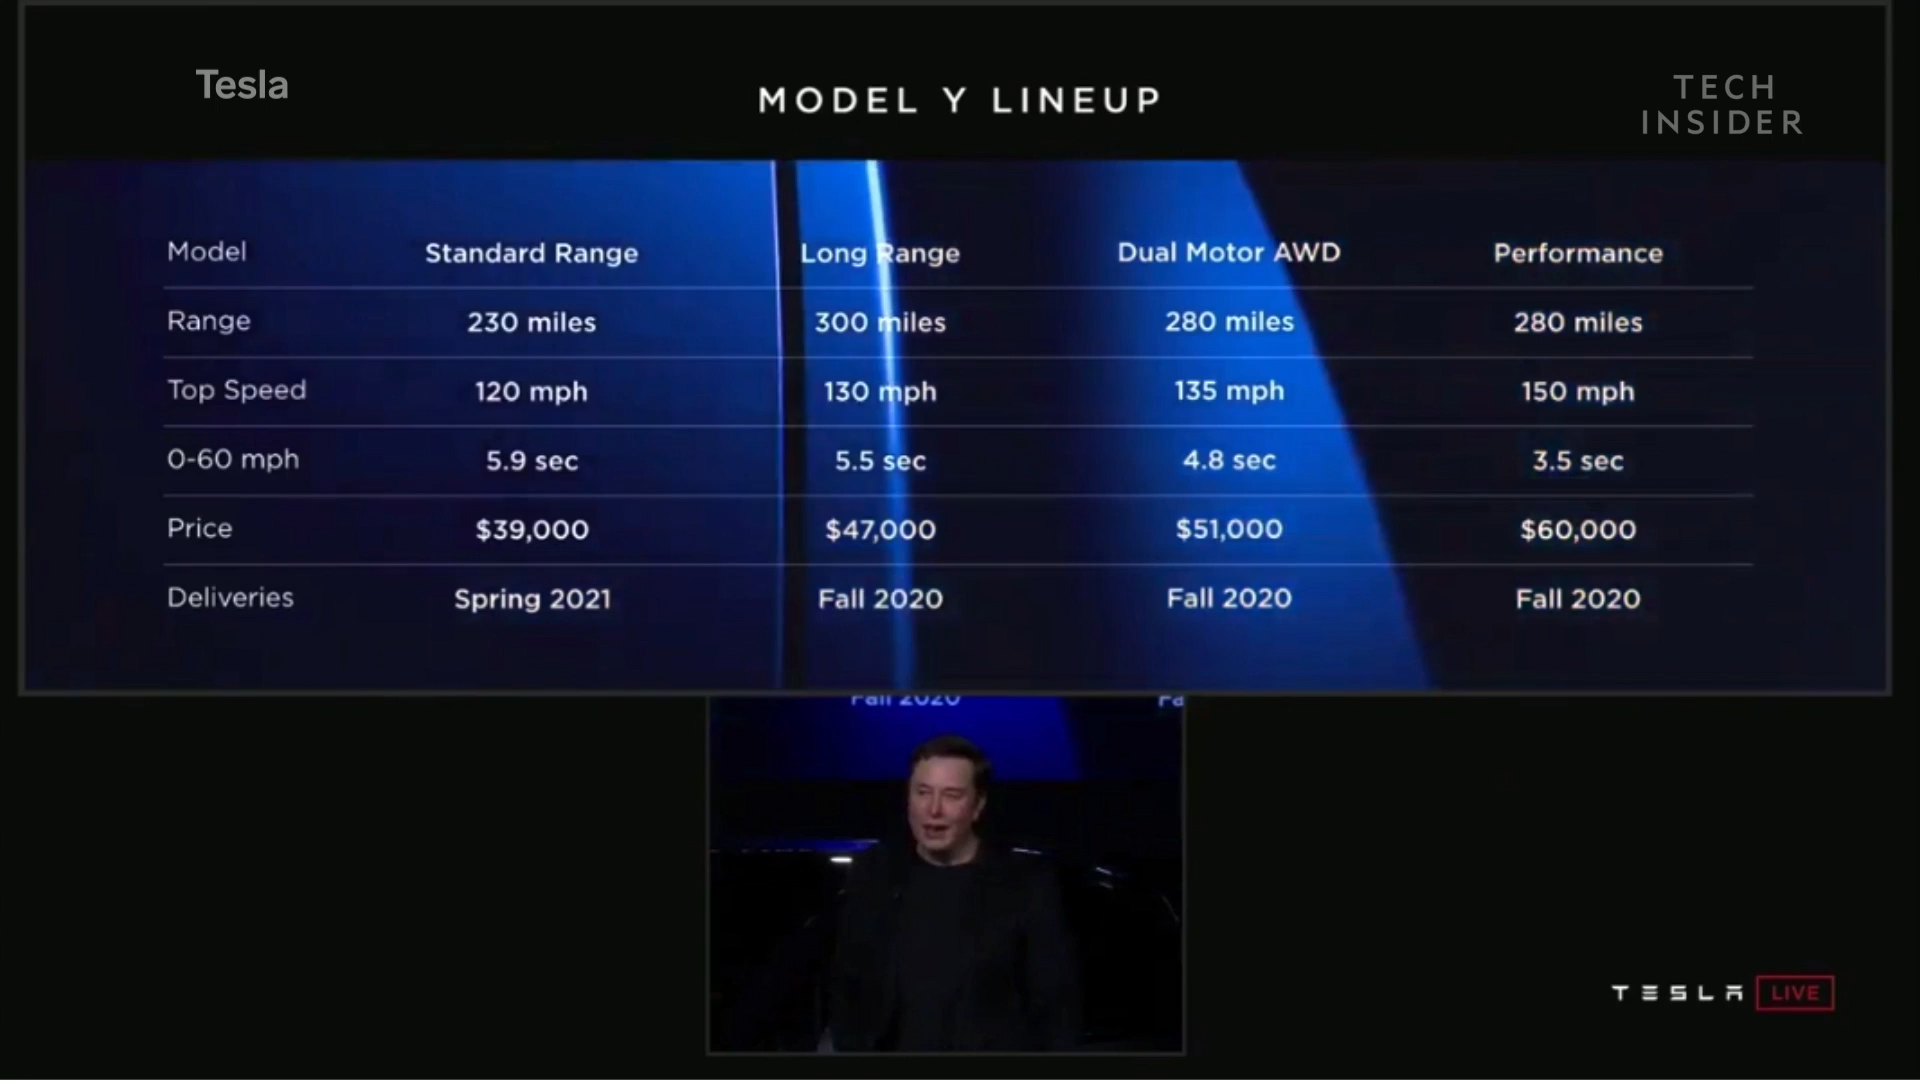 Tesla
MODEL Y LINEUP
TECH
INSIDER
Model Standard Range Long Range Dual Motor AWD Performance
Range 230 miles 300 miles 280 miles 280 miles
Top Speed 120 mph 130 mph 135 mph 150 mph
0-60 mph 5.9 sec 5.5 sec 4.8 sec 3.5 sec
Price $39,000 $47,000 $51,000 $60,000
Deliveries Spring 2021 Fall 2020 Fall 2020 Fall 2020
Fall 2020 Fa
TESLA LIVE